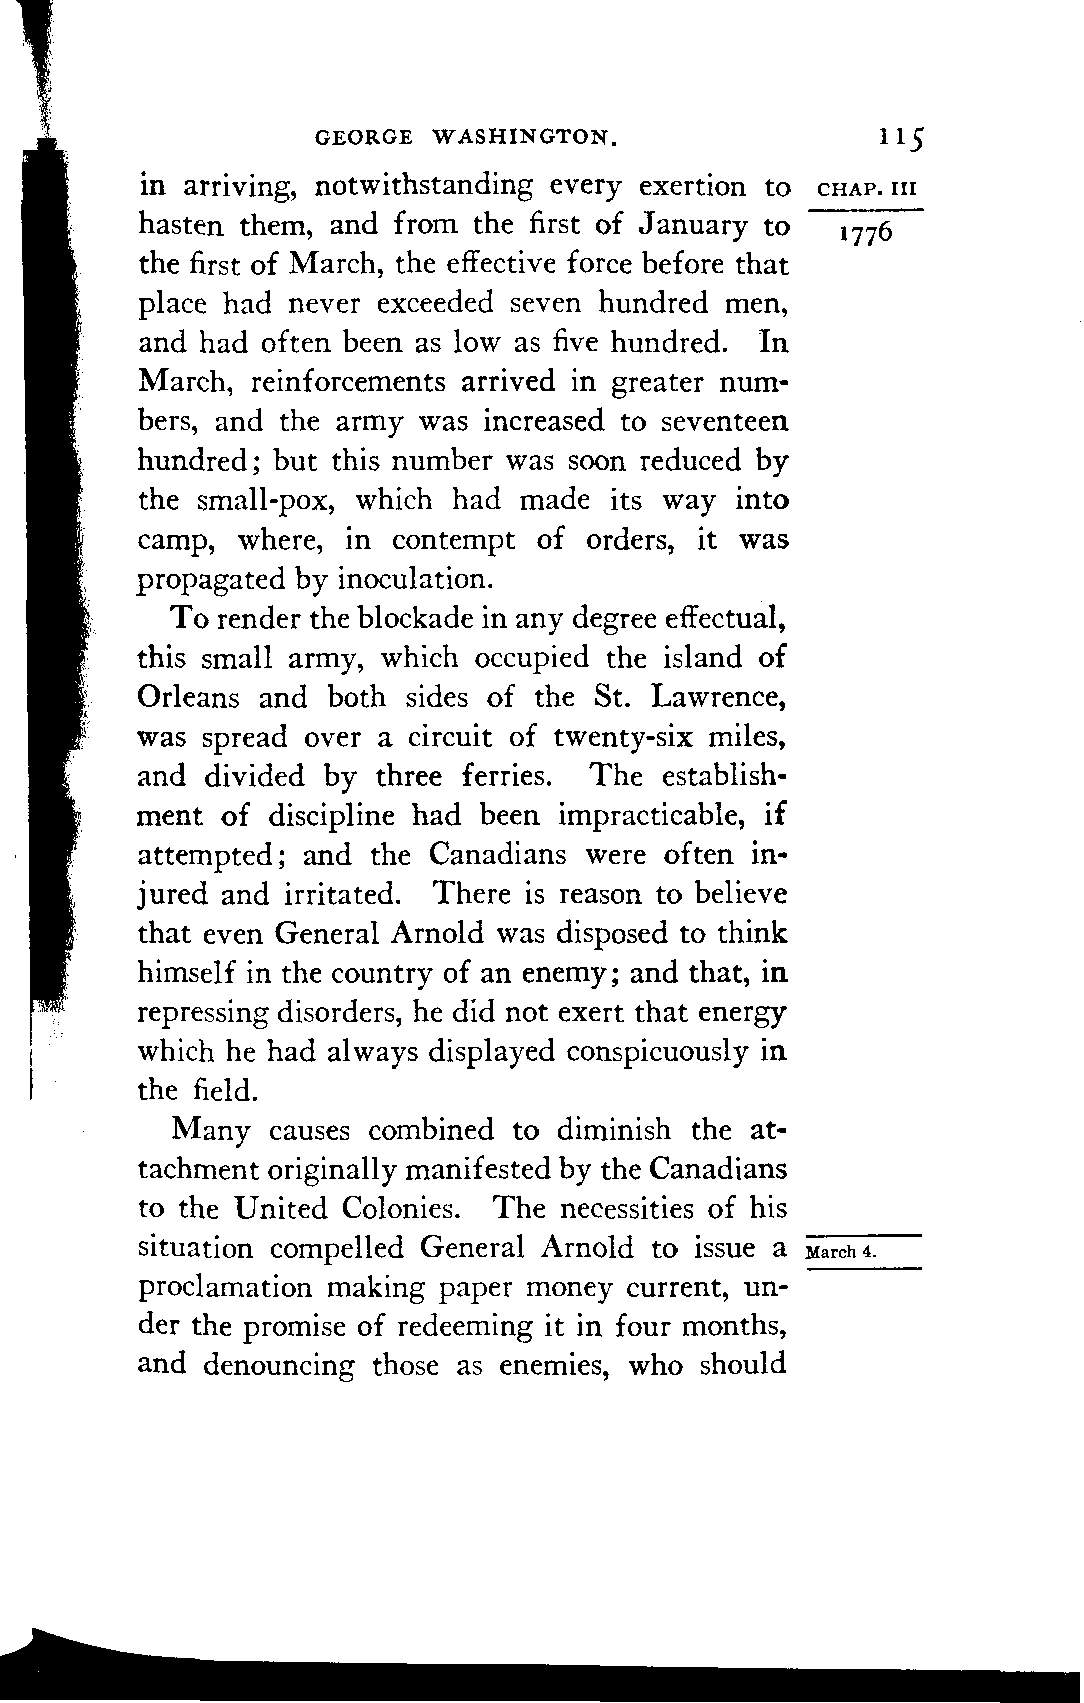 GEORGE WASHINGTON. 115
in arriving, notwithstanding every exertion to CHAP. III
hasten them, and from the first of January to 1776
the first of March, the effective force before that
place had never exceeded seven hundred men,
and had often been as low as five hundred. In
March, reinforcements arrived in greater num-
bers, and the army was increased to seventeen
hundred; but this number was soon reduced by
the small-pox, which had made its way into
camp, where, in contempt of orders, it was
propagated by inoculation.
To render the blockade in any degree effectual,
this small army, which occupied the island of
Orleans and both sides of the St. Lawrence,
was spread over a circuit of twenty-six miles,
and divided by three ferries. The establish-
ment of discipline had been impracticable, if
attempted; and the Canadians were often in-
jured and irritated. There is reason to believe
that even General Arnold was disposed to think
himself in the country of an enemy; and that, in
repressing disorders, he did not exert that energy
which he had always displayed conspicuously in
the field.
Many causes combined to diminish the at-
tachment originally manifested by the Canadians
to the United Colonies. The necessities of his
situation compelled General Arnold to issue a March 4.
proclamation making paper money current, un-
der the promise of redeeming it in four months,
and denouncing those as enemies, who should